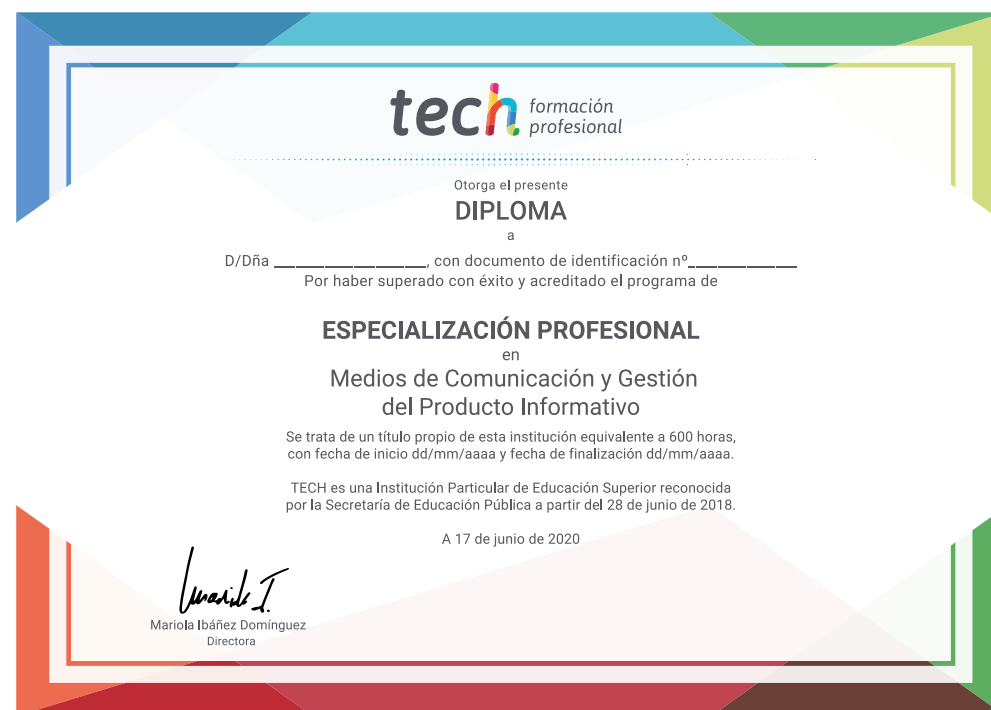 tech formación
profesional
Otorga el presente
DIPLOMA
a
D/Dña ______________, con documento de identificación nº__________
Por haber superado con éxito y acreditado el programa de
ESPECIALIZACIÓN PROFESIONAL
en
Medios de Comunicación y Gestión
del Producto Informativo
Se trata de un título propio de esta institución equivalente a 600 horas,
con fecha de inicio dd/mm/aaaa y fecha de finalización dd/mm/aaaa.
TECH es una Institución Particular de Educación Superior reconocida
por la Secretaría de Educación Pública a partir del 28 de junio de 2018.
A 17 de junio de 2020
Mariola I.
Mariola Ibáñez Domínguez
Directora